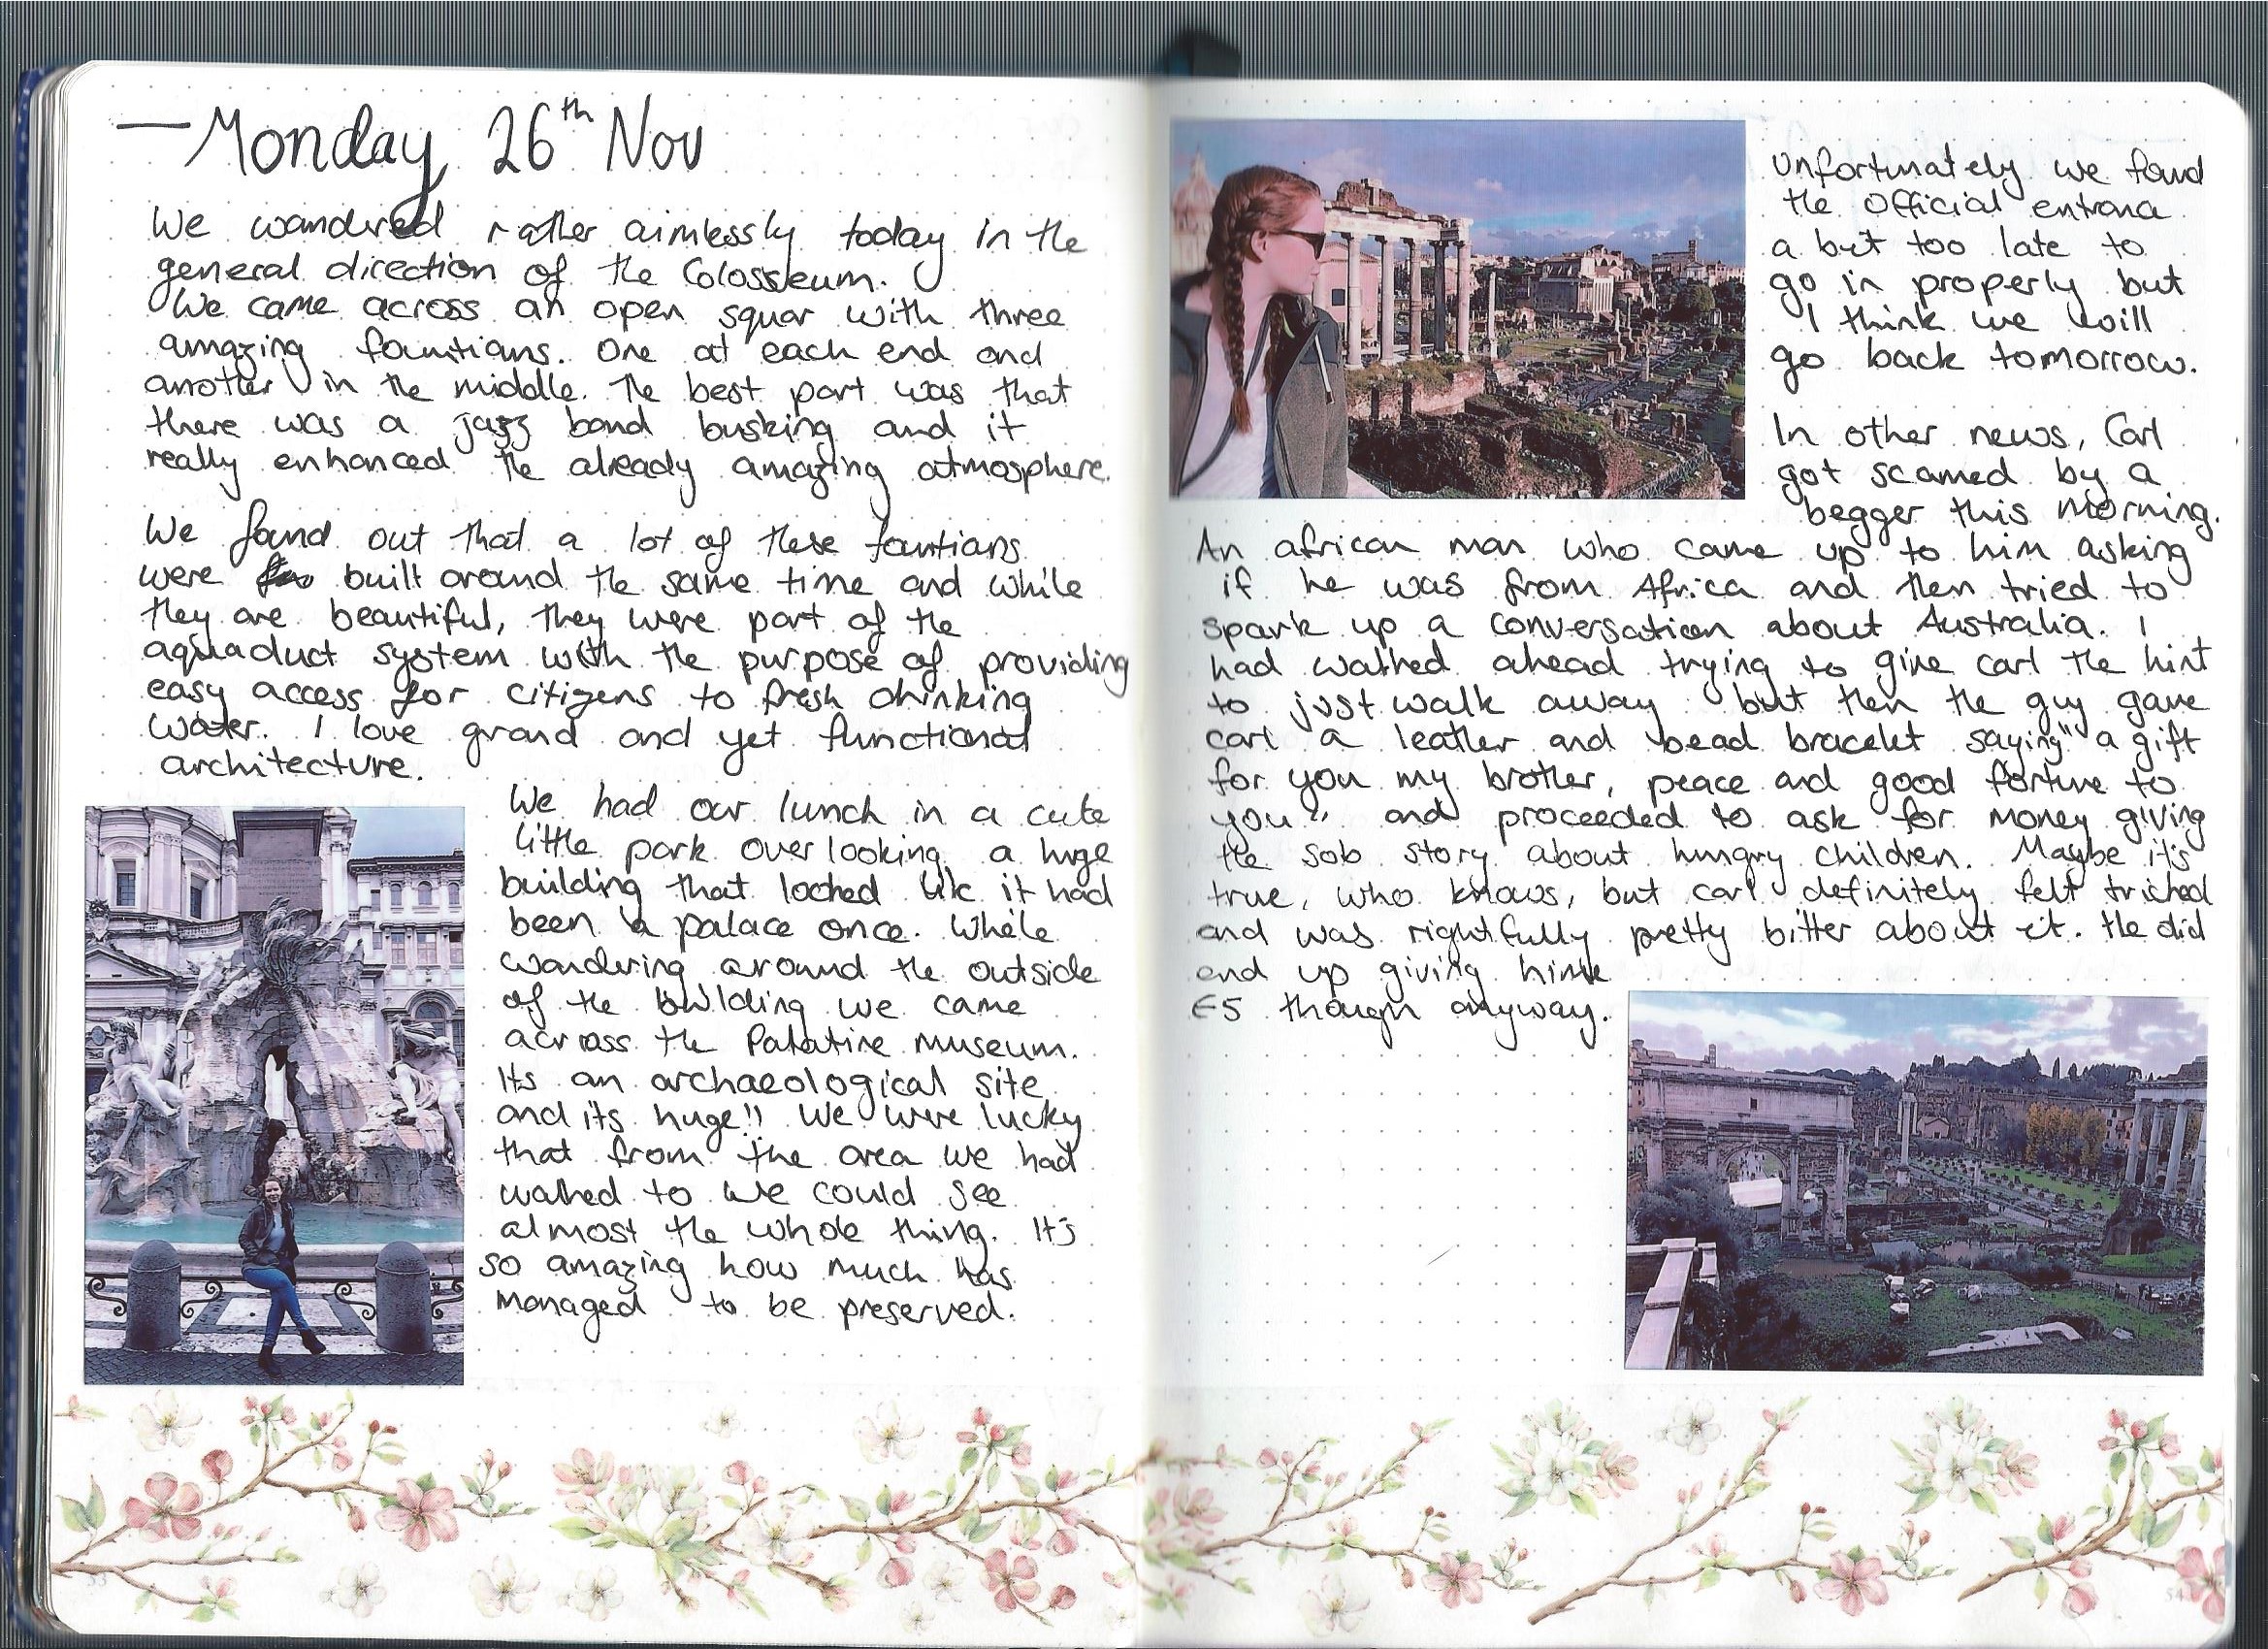 —Monday 26th Nov
We wandered rather aimlessly today in the
general direction of the Colosseum.
We came across an open squar with three
amazing fountians. One at each end and
another in the middle. The best part was that
there was a jazz band busking and it
really enhanced the already amazing atmosphere.
We found out that a lot of these fountians
were built around the same time and while
they are beautiful, they were part of the
aquaduct system with the purpose of providing
easy access for citizens to fresh drinking
water. I love grand and yet functional
architecture.
We had our lunch in a cute
little park overlooking a huge
building that looked like it had
been a palace once. While
wandering around the outside
of the building we came
across the Palatine museum.
Its an archaeological site
and its huge!! We were lucky
that from the area we had
walked to we could see
almost the whole thing. It's
so amazing how much has
managed to be preserved.
53
Unfortunately we found
the official entrance
a bit too late to
go in properly but
I think we will
go back tomorrow.
In other news, Carl
got scamed by a
begger this morning.
An african man who came up to him asking
if he was from Africa and then tried to
spark up a conversation about Australia. I
had walked ahead trying to give carl the hint
to just walk away but then the guy gave
carl a leather and bead bracelet saying "a gift
for you my brother, peace and good fortune to
you" and proceeded to ask for money giving
the sob story about hungry children. Maybe it's
true, who knows, but carl definitely felt tricked
and was rightfully pretty bitter about it. He did
end up giving him
€5 though anyway.
54